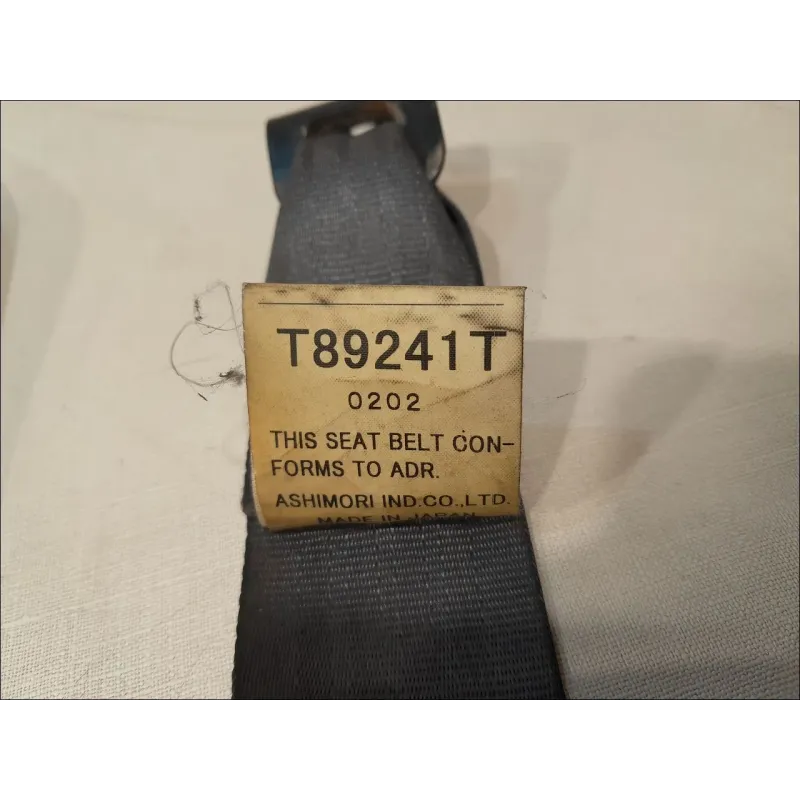 T89241T
0202
THIS SEAT BELT CON-
FORMS TO ADR.
ASHIMORI IND.CO.,LTD.
MADE IN JAPAN